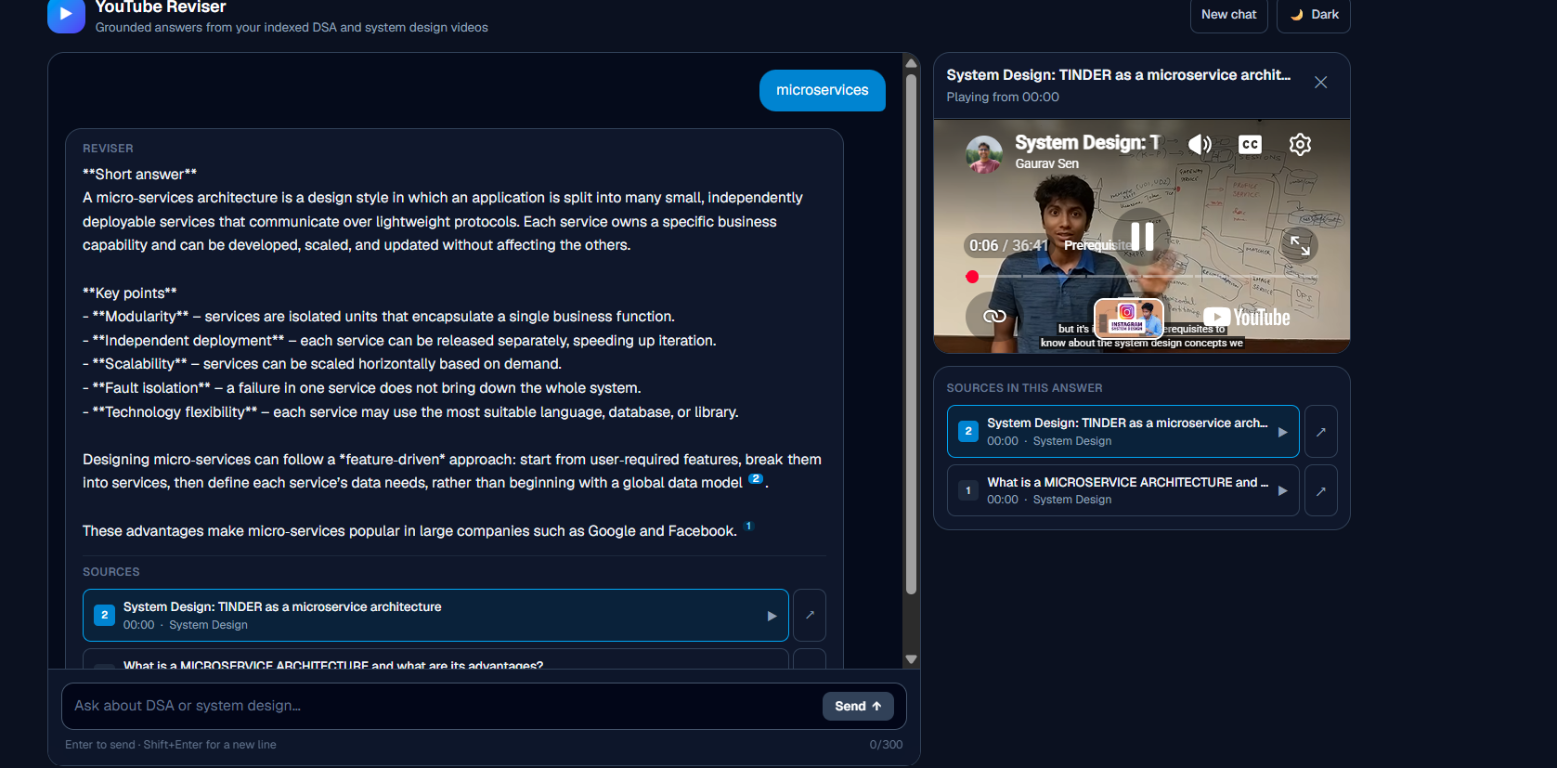 YouTube Reviser
Grounded answers from your indexed DSA and system design videos
New chat
🌙 Dark
microservices
REVISER
**Short answer**
A micro-services architecture is a design style in which an application is split into many small, independently
deployable services that communicate over lightweight protocols. Each service owns a specific business
capability and can be developed, scaled, and updated without affecting the others.
**Key points**
- **Modularity** – services are isolated units that encapsulate a single business function.
- **Independent deployment** – each service can be released separately, speeding up iteration.
- **Scalability** – services can be scaled horizontally based on demand.
- **Fault isolation** – a failure in one service does not bring down the whole system.
- **Technology flexibility** – each service may use the most suitable language, database, or library.
Designing micro-services can follow a *feature-driven* approach: start from user-required features, break them
into services, then define each service's data needs, rather than beginning with a global data model 2 .
These advantages make micro-services popular in large companies such as Google and Facebook. 1
SOURCES
2 System Design: TINDER as a microservice architecture
00:00 · System Design
What is a MICROSERVICE ARCHITECTURE and what are its advantages?
Ask about DSA or system design...
Send ↑
Enter to send · Shift+Enter for a new line
0/300
System Design: TINDER as a microservice archit...
Playing from 00:00
System Design: T
CC
Gaurav Sen
0:06 / 36:41 Prerequisite
INSTAGRAM
SYSTEM DESIGN
YouTube
but it's erequisites to
know about the system design concepts we
SOURCES IN THIS ANSWER
2 System Design: TINDER as a microservice arch...
00:00 · System Design
1 What is a MICROSERVICE ARCHITECTURE and ...
00:00 · System Design